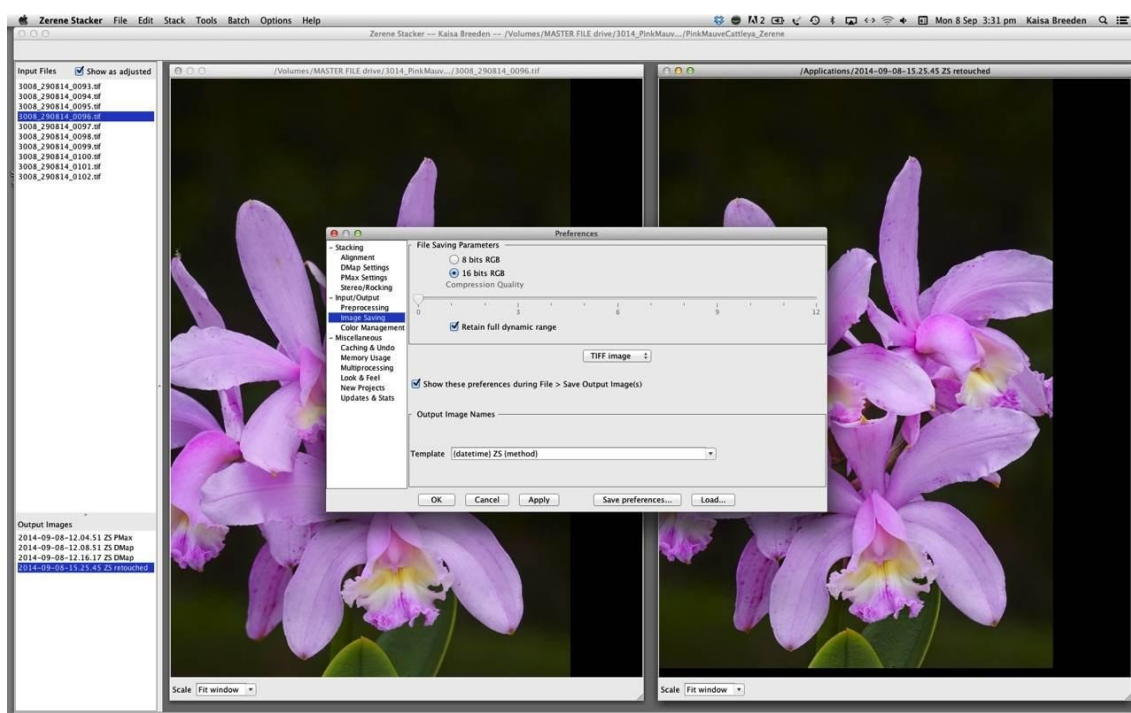 Zerene Stacker File Edit Stack Tools Batch Options Help
2 Mon 8 Sep 3:31 pm Kaisa Breeden
Zerene Stacker -- Kaisa Breeden -- /Volumes/MASTER FILE drive/3014_PinkMauv.../PinkMauveCattleya_Zerene
Input Files Show as adjusted
3008_290814_0093.tif
3008_290814_0094.tif
3008_290814_0095.tif
3008_290814_0096.tif
3008_290814_0097.tif
3008_290814_0098.tif
3008_290814_0099.tif
3008_290814_0100.tif
3008_290814_0101.tif
3008_290814_0102.tif
Output Images
2014-09-08-12.04.51 ZS PMax
2014-09-08-12.08.51 ZS DMap
2014-09-08-12.16.17 ZS DMap
2014-09-08-15.25.45 ZS retouched
/Volumes/MASTER FILE drive/3014_PinkMauv.../3008_290814_0096.tif
/Applications/2014-09-08-15.25.45 ZS retouched
Preferences
– Stacking
Alignment
DMap Settings
PMax Settings
Stereo/Rocking
– Input/Output
Preprocessing
Image Saving
Color Management
– Miscellaneous
Caching & Undo
Memory Usage
Multiprocessing
Look & Feel
New Projects
Updates & Stats
File Saving Parameters
8 bits RGB
16 bits RGB
Compression Quality
0 3 6 9 12
Retain full dynamic range
TIFF image
Show these preferences during File > Save Output Image(s)
Output Image Names
Template (datetime) ZS (method)
OK Cancel Apply Save preferences... Load...
Scale Fit window
Scale Fit window